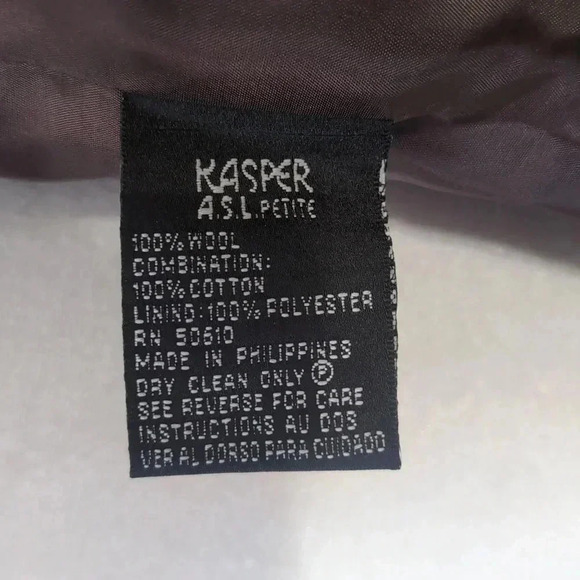 KASPER
A.S.L. PETITE
100% WOOL
COMBINATION:
100% COTTON
LINING: 100% POLYESTER
RN 50610
MADE IN PHILIPPINES
DRY CLEAN ONLY Ⓟ
SEE REVERSE FOR CARE
INSTRUCTIONS AU DOS
VER AL DORSO PARA CUIDADO